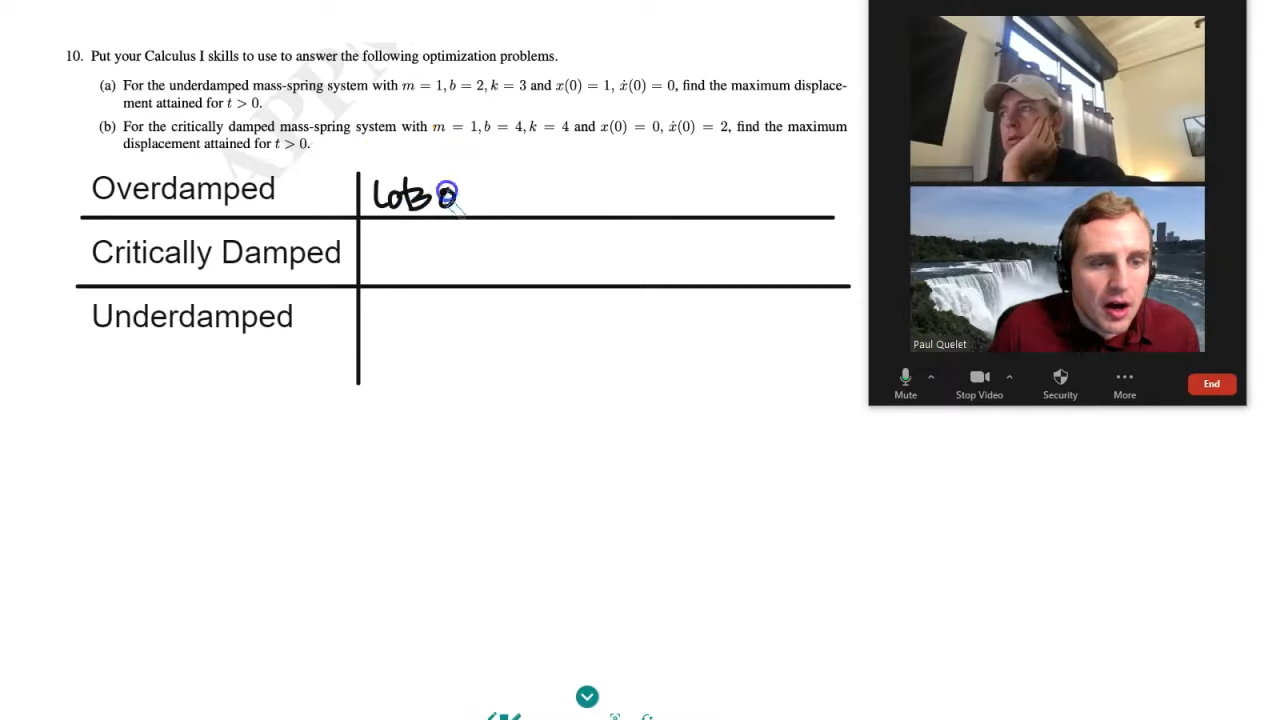 10. Put your Calculus I skills to use to answer the following optimization problems.
(a) For the underdamped mass-spring system with m = 1, b = 2, k = 3 and x(0) = 1, ẋ(0) = 0, find the maximum displace-
ment attained for t > 0.
(b) For the critically damped mass-spring system with m = 1, b = 4, k = 4 and x(0) = 0, ẋ(0) = 2, find the maximum
displacement attained for t > 0.
Overdamped
Lots o
Critically Damped
Underdamped
Paul Quelet
Mute
Stop Video
Security
More
End